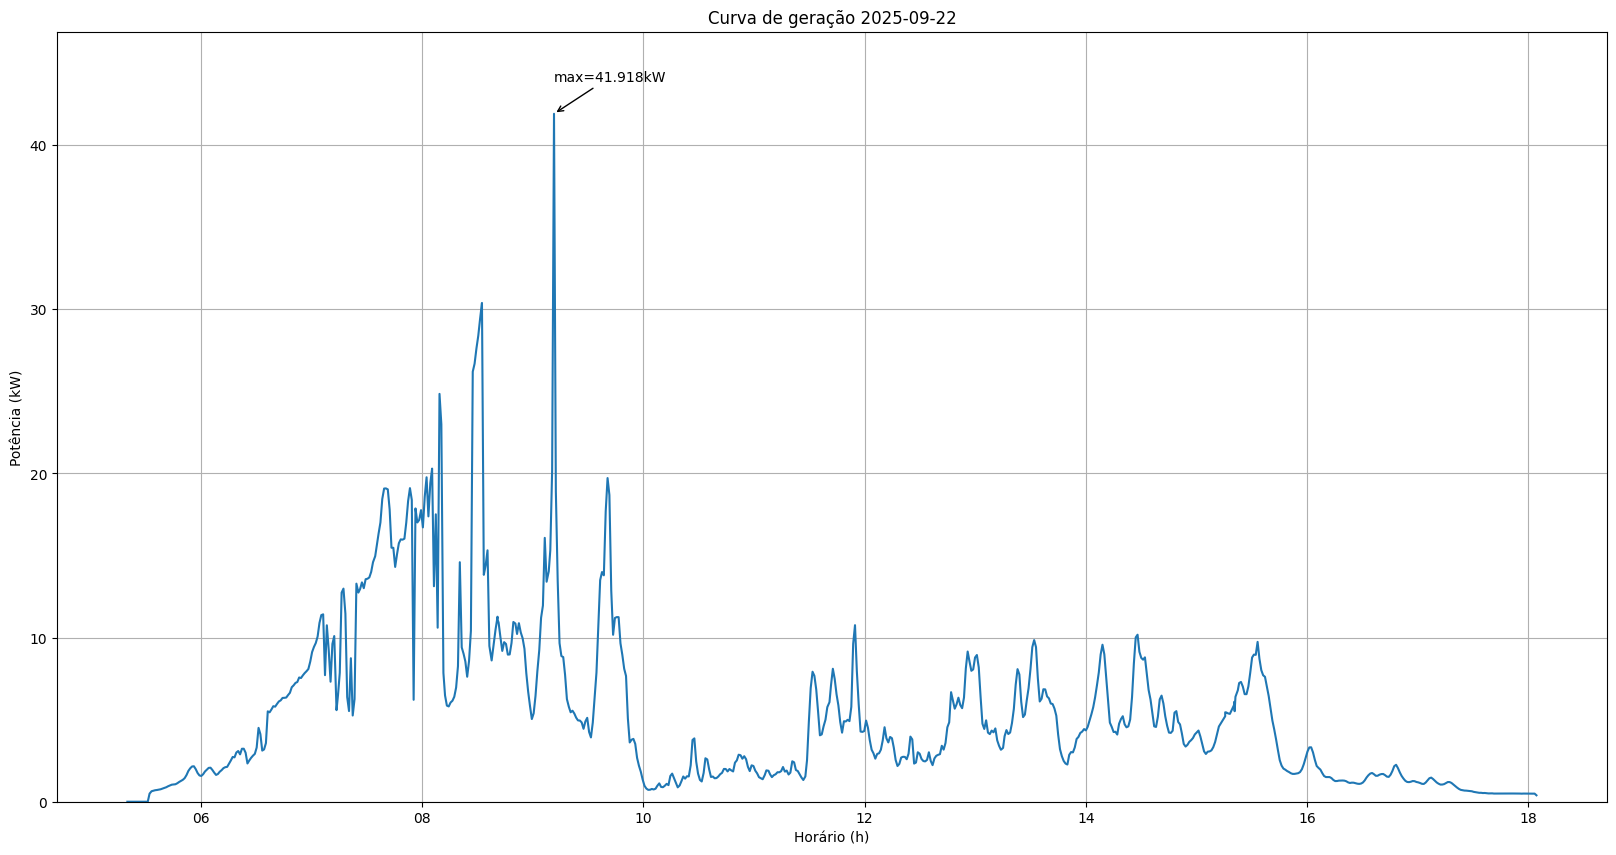 Curva de geração 2025-09-22
max=41.918kW
40
30
20
10
0
Potência (kW)
06 08 10 12 14 16 18
Horário (h)